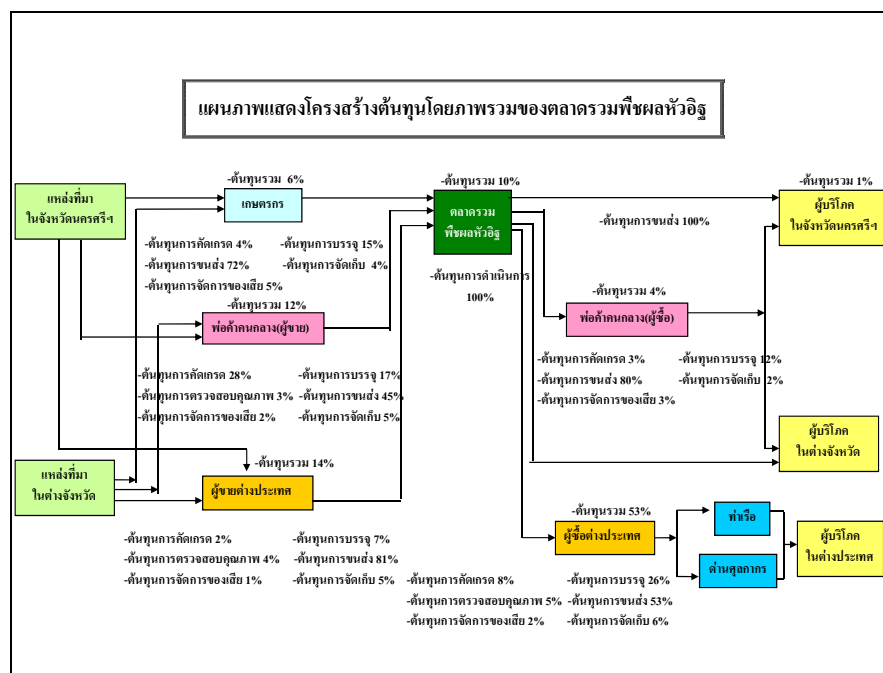 แผนภาพแสดงโครงสร้างต้นทุนโดยภาพรวมของตลาดรวมพืชผลหัวอิฐ
-ต้นทุนรวม 6%
-ต้นทุนรวม 10%
-ต้นทุนรวม 1%
แหล่งที่มา
ในจังหวัดนครศรีฯ
เกษตรกร
ตลาดรวม
พืชผลหัวอิฐ
ผู้บริโภค
ในจังหวัดนครศรีฯ
-ต้นทุนการขนส่ง 100%
-ต้นทุนการคัดเกรด 4%
-ต้นทุนการบรรจุ 15%
-ต้นทุนการขนส่ง 72%
-ต้นทุนการจัดเก็บ 4%
-ต้นทุนการจัดการของเสีย 5%
-ต้นทุนการดำเนินการ
100%
-ต้นทุนรวม 12%
-ต้นทุนรวม 4%
พ่อค้าคนกลาง(ผู้ขาย)
พ่อค้าคนกลาง(ผู้ซื้อ)
-ต้นทุนการคัดเกรด 28%
-ต้นทุนการบรรจุ 17%
-ต้นทุนการตรวจสอบคุณภาพ 3%
-ต้นทุนการขนส่ง 45%
-ต้นทุนการจัดการของเสีย 2%
-ต้นทุนการจัดเก็บ 5%
-ต้นทุนการคัดเกรด 3%
-ต้นทุนการบรรจุ 12%
-ต้นทุนการขนส่ง 80%
-ต้นทุนการจัดเก็บ 2%
-ต้นทุนการจัดการของเสีย 3%
ผู้บริโภค
ในต่างจังหวัด
แหล่งที่มา
ในต่างจังหวัด
-ต้นทุนรวม 14%
ผู้ขายต่างประเทศ
-ต้นทุนรวม 53%
ผู้ซื้อต่างประเทศ
ท่าเรือ
ด่านศุลกากร
ผู้บริโภค
ในต่างประเทศ
-ต้นทุนการคัดเกรด 2%
-ต้นทุนการบรรจุ 7%
-ต้นทุนการตรวจสอบคุณภาพ 4%
-ต้นทุนการขนส่ง 81%
-ต้นทุนการจัดการของเสีย 1%
-ต้นทุนการจัดเก็บ 5%
-ต้นทุนการคัดเกรด 8%
-ต้นทุนการบรรจุ 26%
-ต้นทุนการตรวจสอบคุณภาพ 5%
-ต้นทุนการขนส่ง 53%
-ต้นทุนการจัดการของเสีย 2%
-ต้นทุนการจัดเก็บ 6%